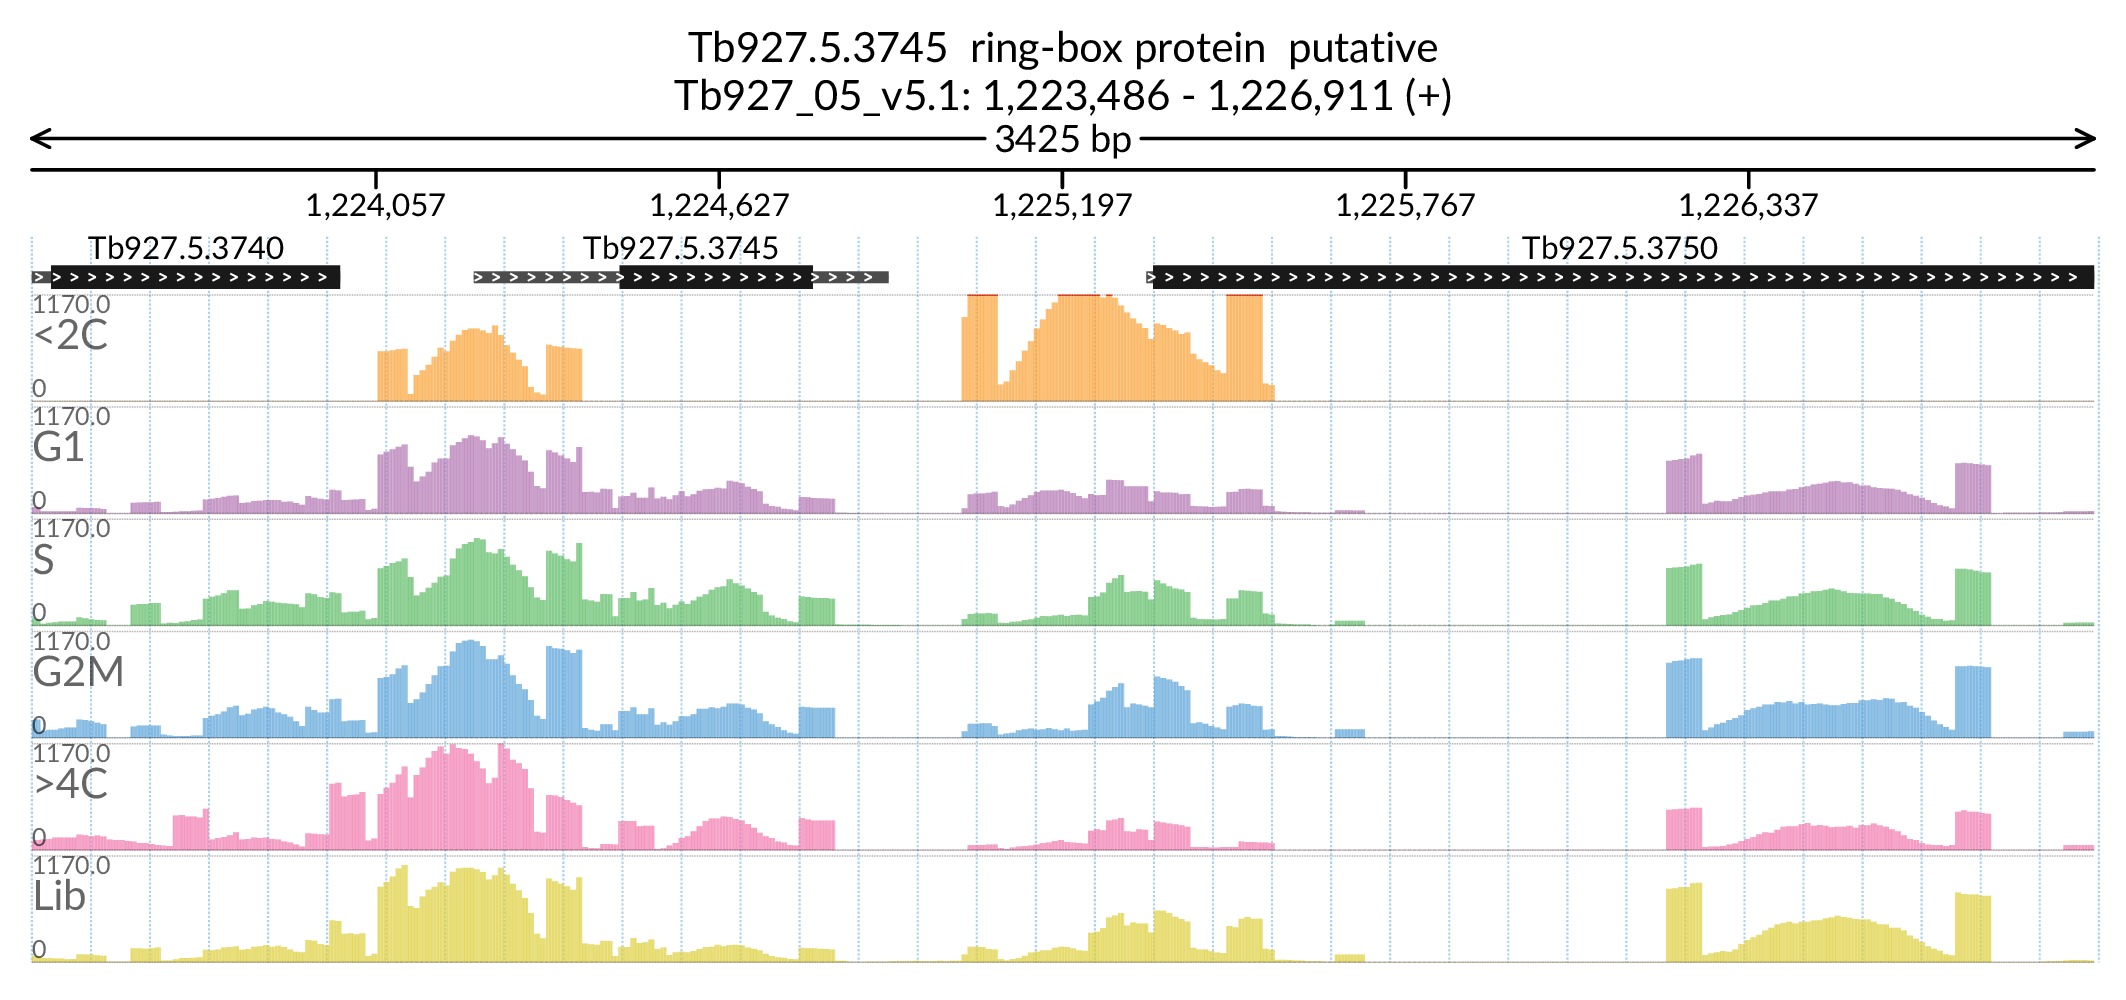 Tb927.5.3745  ring-box protein  putative
Tb927_05_v5.1: 1,223,486 - 1,226,911 (+)
3425 bp
1,224,057 1,224,627 1,225,197 1,225,767 1,226,337
Tb927.5.3740 Tb927.5.3745 Tb927.5.3750
1170.0
<2C
0
1170.0
G1
0
1170.0
S
0
1170.0
G2M
0
1170.0
>4C
0
1170.0
Lib
0